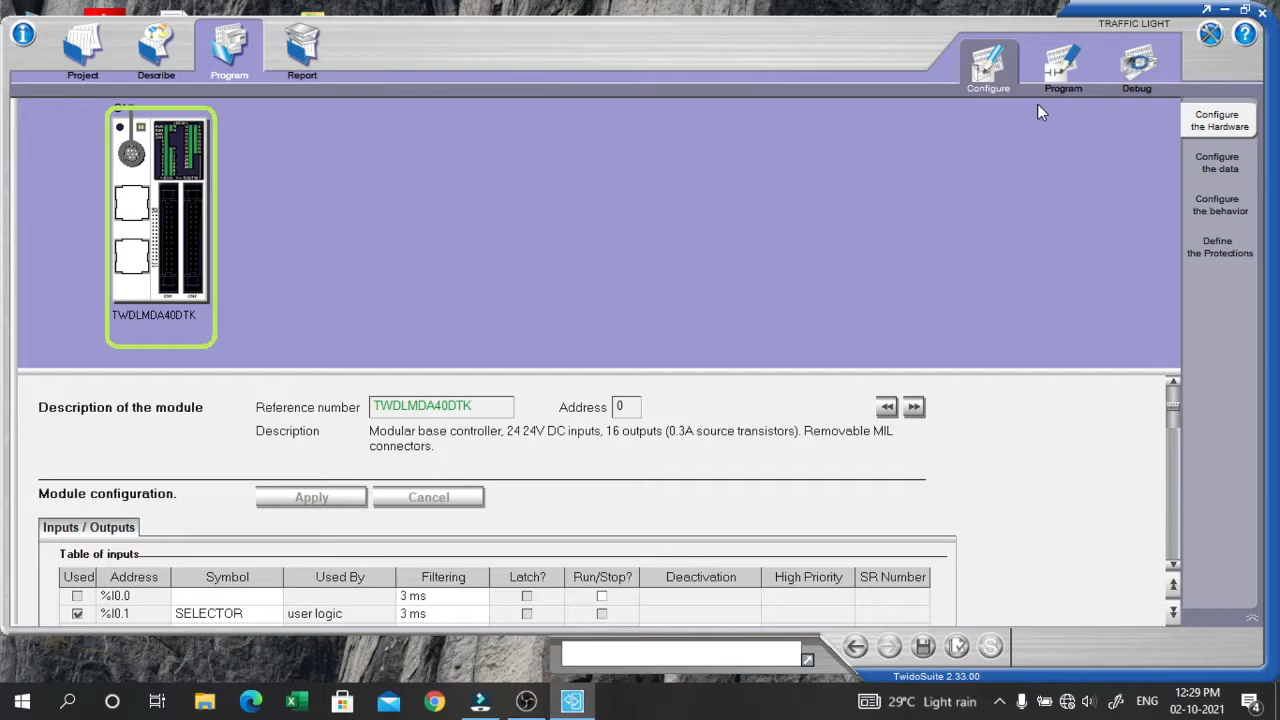 TRAFFIC LIGHT
Project
Describe
Program
Report
Configure
Program
Debug
Configure
the Hardware
Configure
the data
Configure
the behavior
Define
the Protections
TWDLMDA40DTK
Description of the module
Reference number
TWDLMDA40DTK
Address
0
Description
Modular base controller, 24 24V DC inputs, 16 outputs (0.3A source transistors). Removable MIL
connectors.
Module configuration.
Apply
Cancel
Inputs / Outputs
Table of inputs
Used Address Symbol Used By Filtering Latch? Run/Stop? Deactivation High Priority SR Number
%I0.0 3 ms
%I0.1 SELECTOR user logic 3 ms
TwidoSuite 2.33.00
29°C Light rain
ENG
12:29 PM
02-10-2021
4